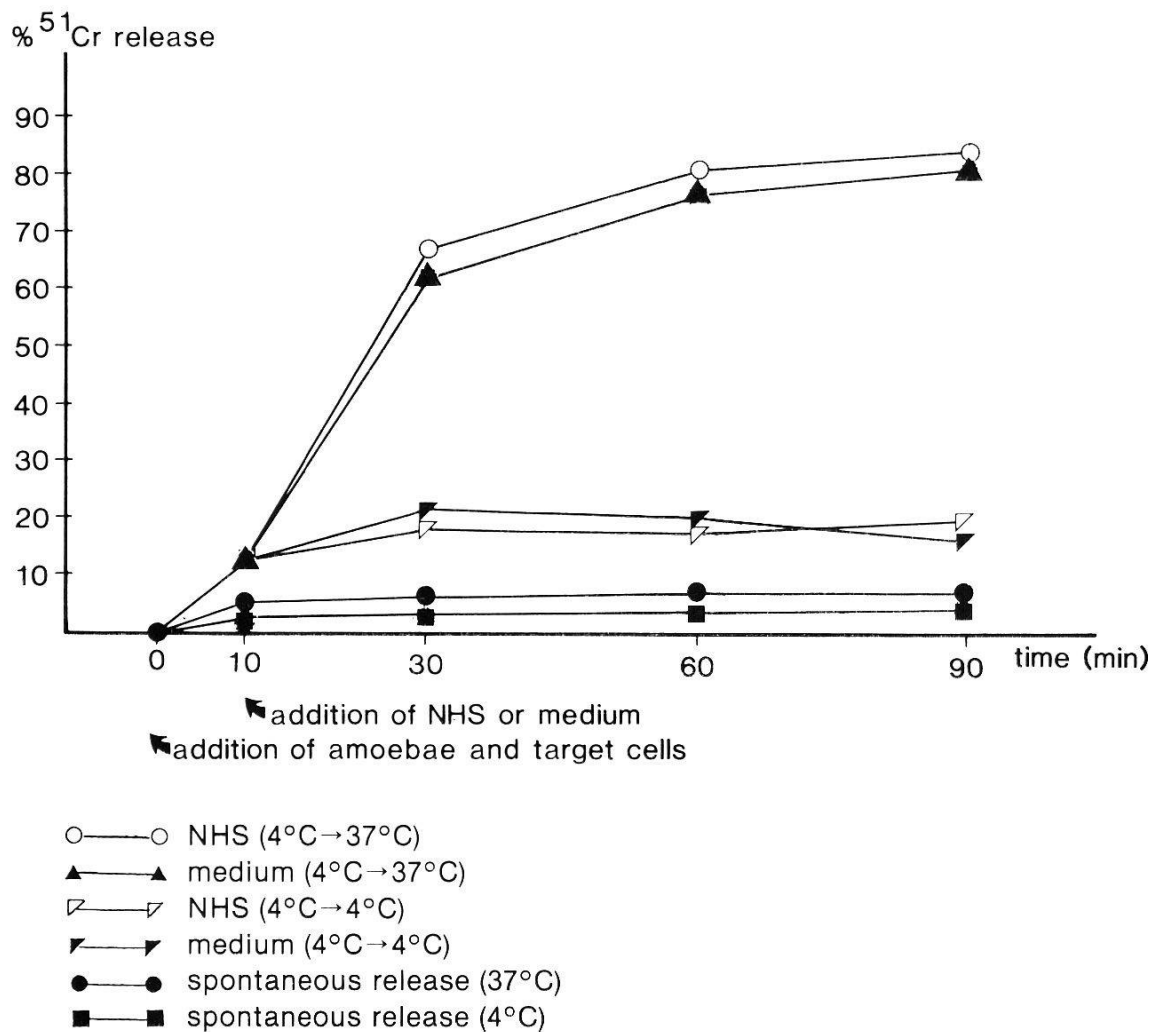 % ⁵¹Cr release
90
80
70
60
50
40
30
20
10
0 10 30 60 90 time (min)
addition of NHS or medium
addition of amoebae and target cells
NHS (4°C→37°C)
medium (4°C→37°C)
NHS (4°C→4°C)
medium (4°C→4°C)
spontaneous release (37°C)
spontaneous release (4°C)